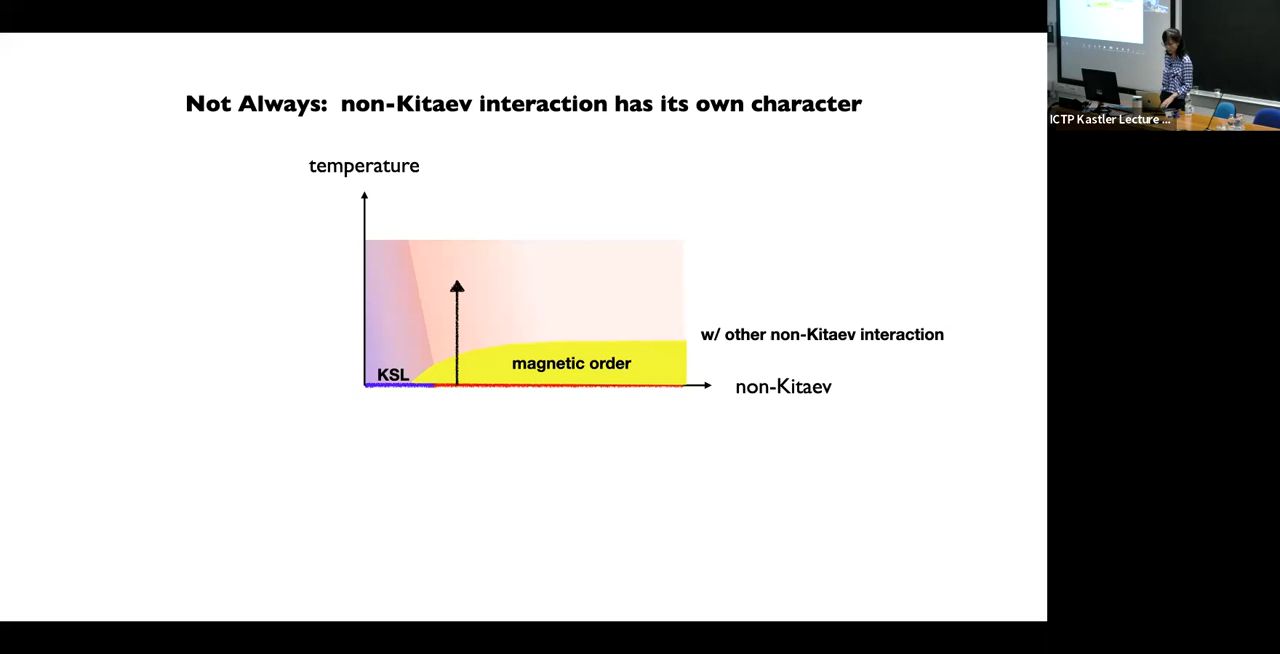 Not Always: non-Kitaev interaction has its own character
ICTP Kastler Lecture ...
temperature
w/ other non-Kitaev interaction
magnetic order
KSL
non-Kitaev